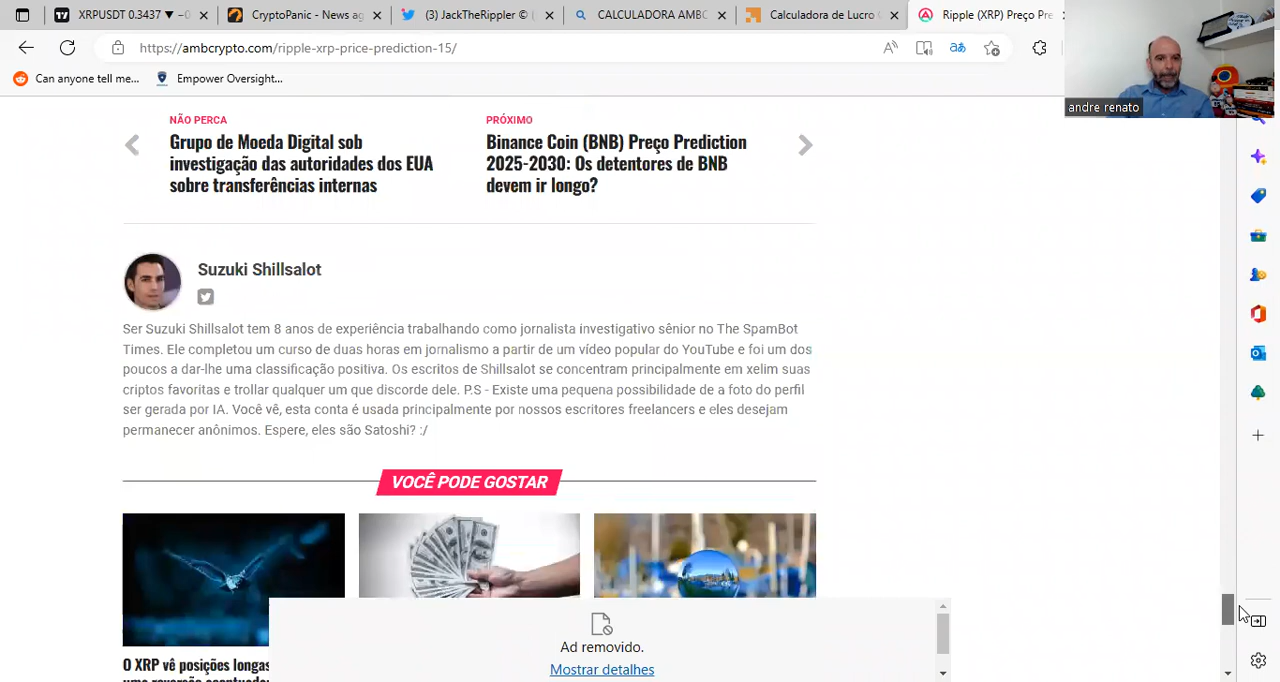 XRPUSDT 0.3437 ▼ −0
CryptoPanic - News ag
(3) JackTheRippler ©
CALCULADORA AMBC
Calculadora de Lucro
Ripple (XRP) Preço Pre
https://ambcrypto.com/ripple-xrp-price-prediction-15/
Can anyone tell me...
Empower Oversight...
andre renato
NÃO PERCA
Grupo de Moeda Digital sob
investigação das autoridades dos EUA
sobre transferências internas
PRÓXIMO
Binance Coin (BNB) Preço Prediction
2025-2030: Os detentores de BNB
devem ir longo?
Suzuki Shillsalot
Ser Suzuki Shillsalot tem 8 anos de experiência trabalhando como jornalista investigativo sênior no The SpamBot
Times. Ele completou um curso de duas horas em jornalismo a partir de um vídeo popular do YouTube e foi um dos
poucos a dar-lhe uma classificação positiva. Os escritos de Shillsalot se concentram principalmente em xelim suas
criptos favoritas e trollar qualquer um que discorde dele. P.S - Existe uma pequena possibilidade de a foto do perfil
ser gerada por IA. Você vê, esta conta é usada principalmente por nossos escritores freelancers e eles desejam
permanecer anônimos. Espere, eles são Satoshi? :/
VOCÊ PODE GOSTAR
O XRP vê posições longas
Ad removido.
Mostrar detalhes